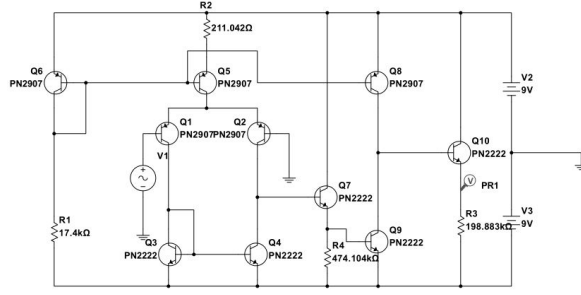 R2
211.042Ω
Q6
PN2907
Q5
PN2907
Q8
PN2907
V2
9V
Q1
PN2907
Q2
PN2907
V1
Q10
PN2222
V
PR1
Q7
PN2222
R1
17.4kΩ
Q3
PN2222
Q4
PN2222
R4
474.104kΩ
Q9
PN2222
R3
198.883kΩ
V3
9V